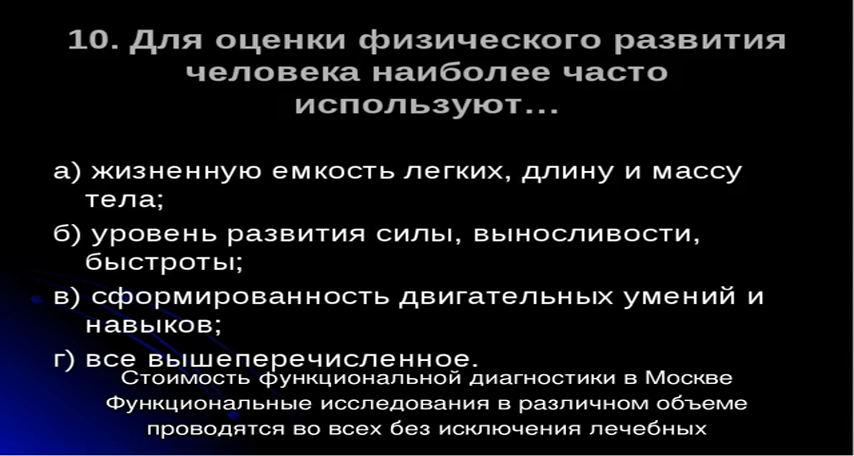 10. Для оценки физического развития
человека наиболее часто
используют...
а) жизненную емкость легких, длину и массу
тела;
б) уровень развития силы, выносливости,
быстроты;
в) сформированность двигательных умений и
навыков;
г) все вышеперечисленное.
Стоимость функциональной диагностики в Москве
Функциональные исследования в различном объеме
проводятся во всех без исключения лечебных